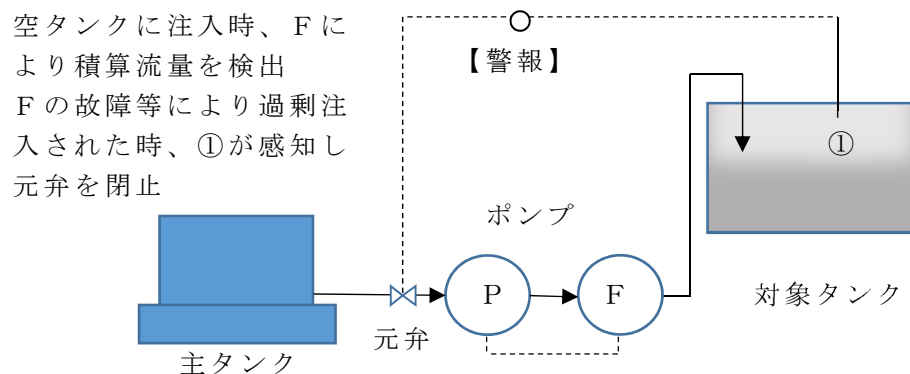 空タンクに注入時、Ｆに
より積算流量を検出
Ｆの故障等により過剰注
入された時、①が感知し
元弁を閉止
【警報】
①
ポンプ
Ｐ
Ｆ
対象タンク
元弁
主タンク